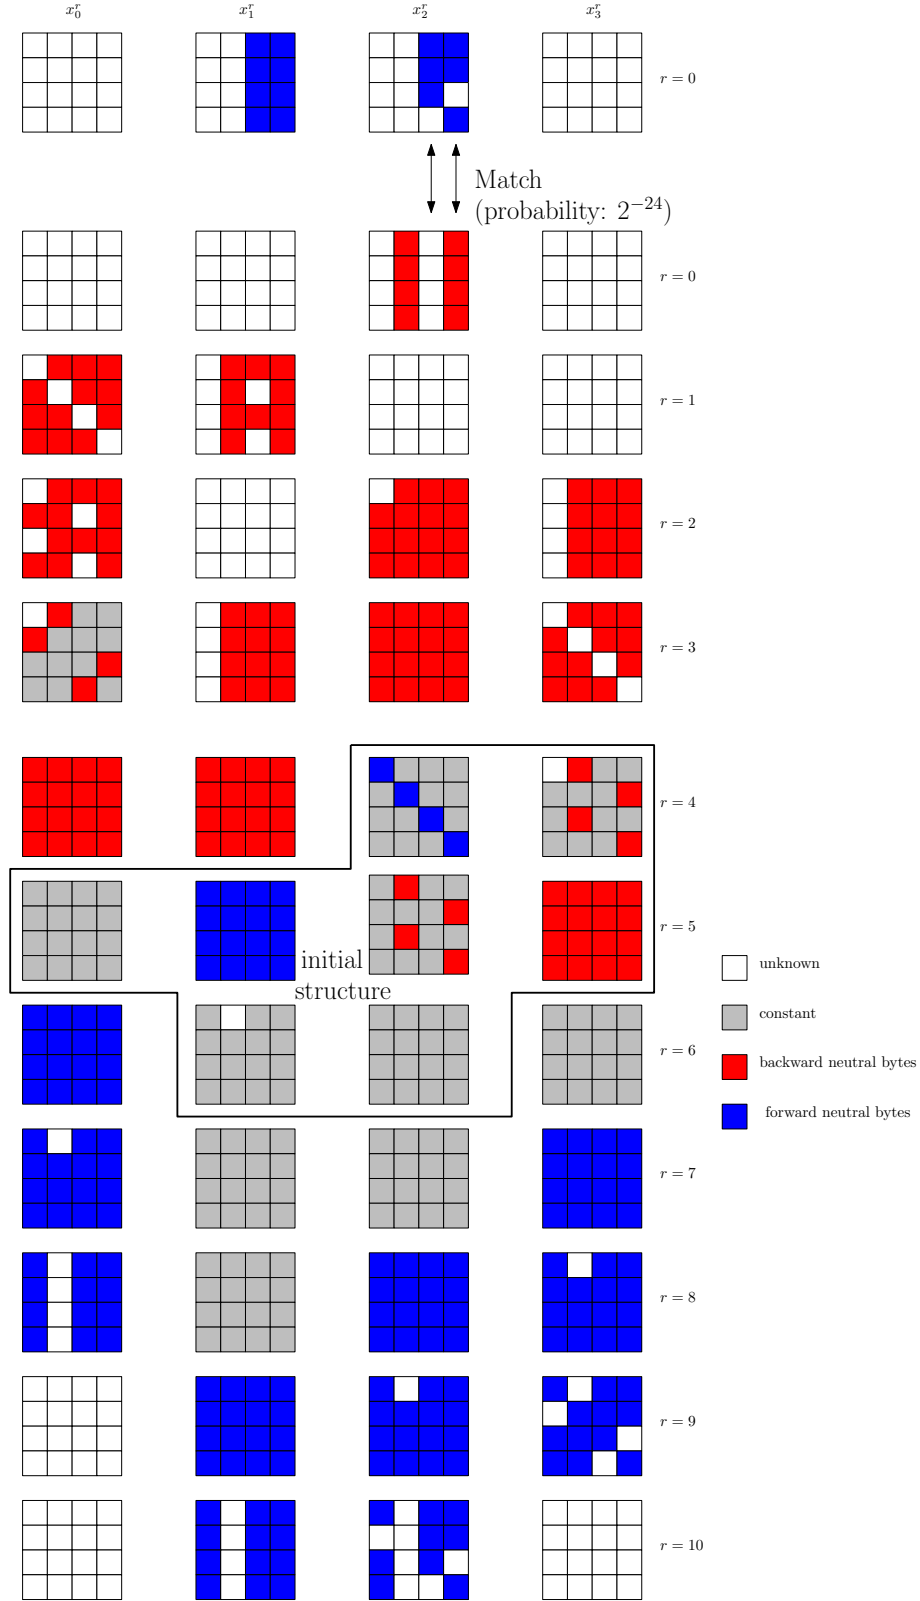 x_0^r x_1^r x_2^r x_3^r
r = 0
Match
(probability: 2^{-24})
r = 0
r = 1
r = 2
r = 3
r = 4
r = 5
initial
structure
unknown
constant
r = 6
backward neutral bytes
forward neutral bytes
r = 7
r = 8
r = 9
r = 10